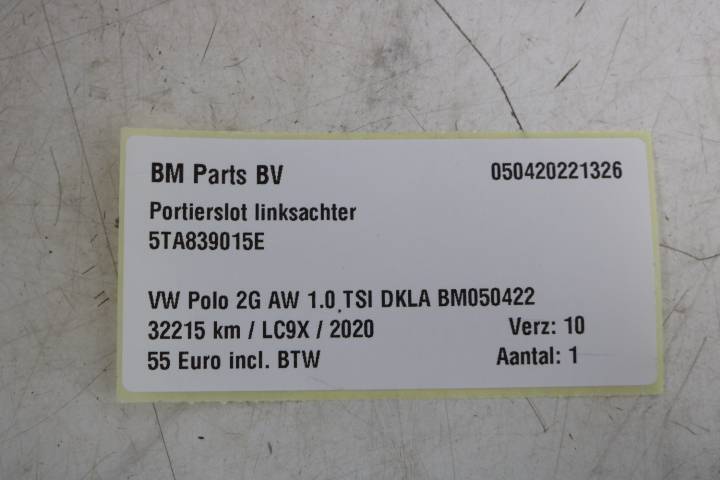 BM Parts BV 050420221326
Portierslot linksachter
5TA839015E
VW Polo 2G AW 1.0 TSI DKLA BM050422
32215 km / LC9X / 2020 Verz: 10
55 Euro incl. BTW Aantal: 1